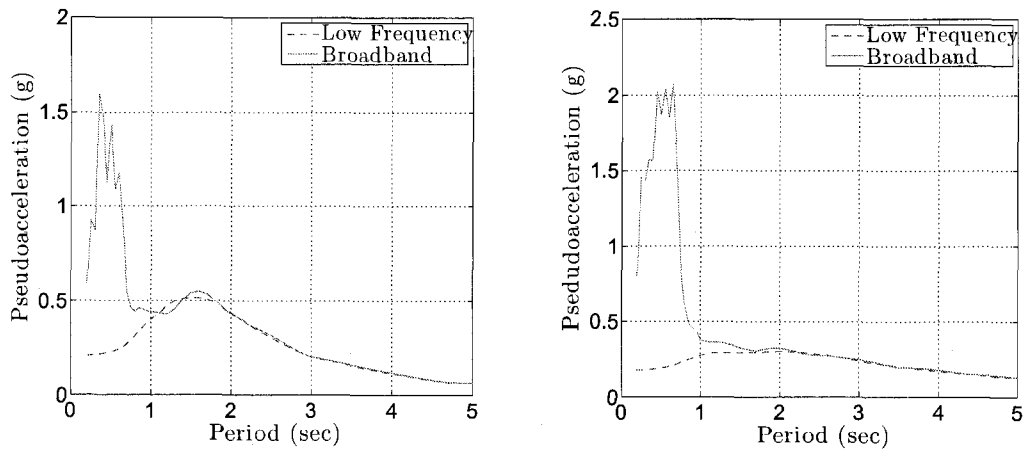 2
1.5
1
0.5
0
0 1 2 3 4 5
Pseudoacceleration (g)
Period (sec)
Low Frequency
Broadband
2.5
2
1.5
1
0.5
0
0 1 2 3 4 5
Psedudoacceleration (g)
Period (sec)
Low Frequency
Broadband